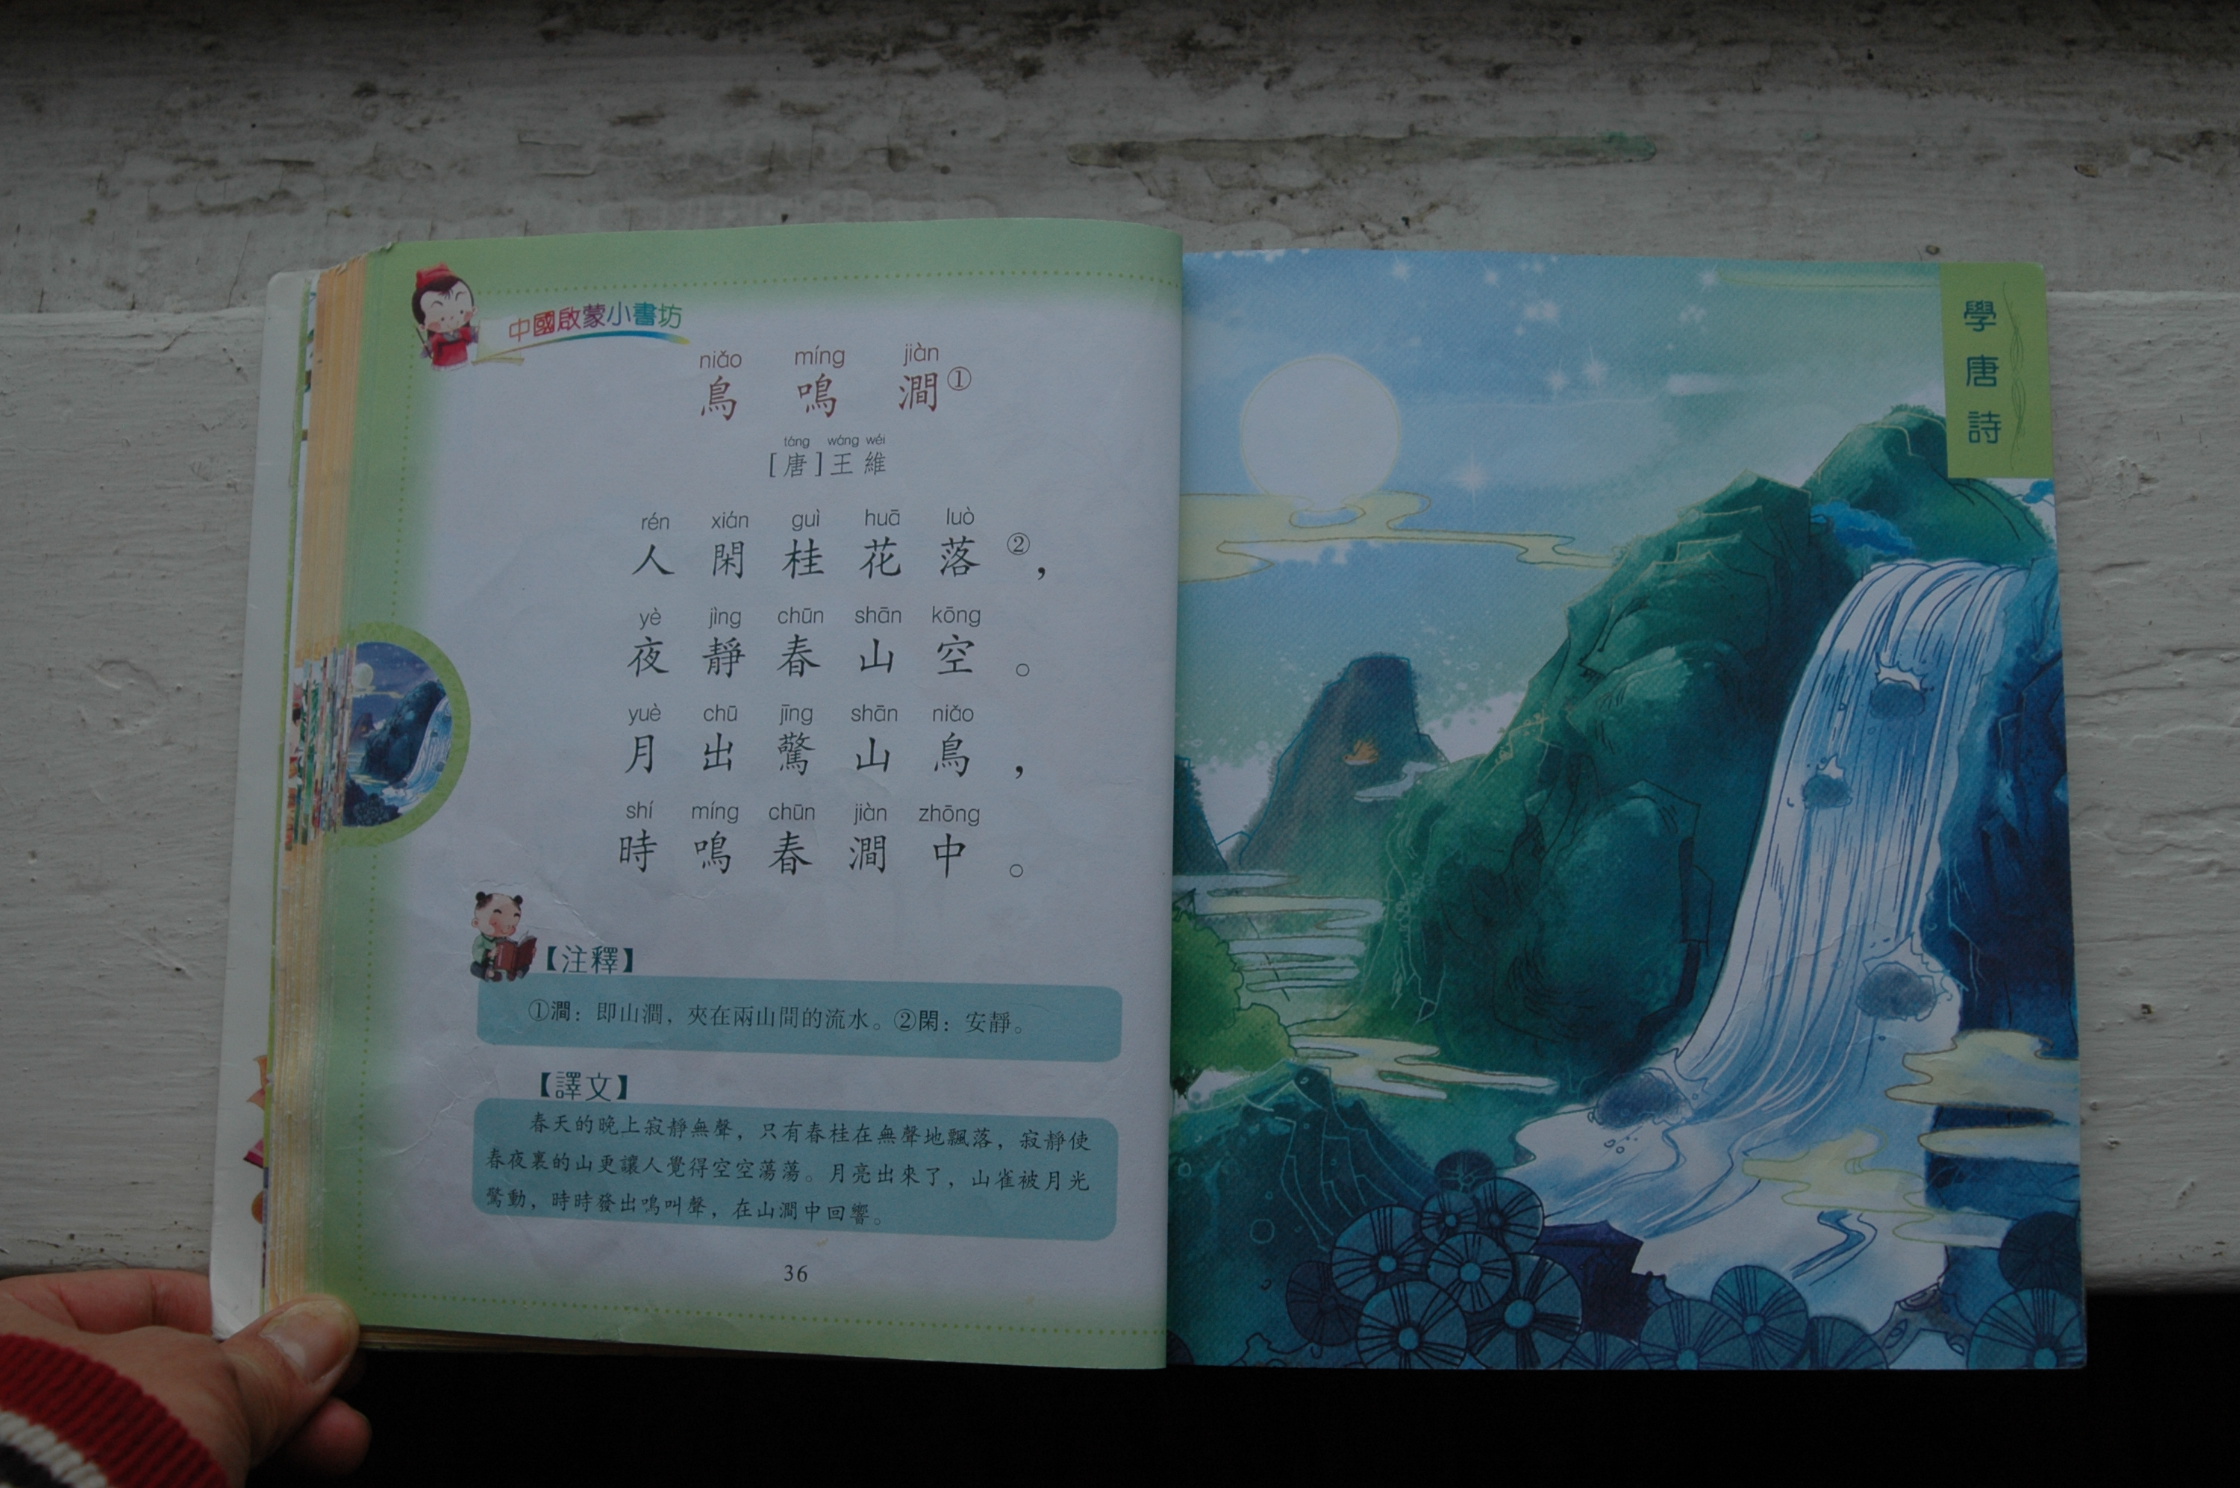 中國啟蒙小書坊
niǎo míng jiàn
鳥 鳴 澗①
táng wáng wéi
[唐]王 維
rén xián guì huā luò
人 閑 桂 花 落 ②，
yè jìng chūn shān kōng
夜 靜 春 山 空 。
yuè chū jīng shān niǎo
月 出 驚 山 鳥 ，
shí míng chūn jiàn zhōng
時 鳴 春 澗 中 。
【注釋】
①澗：即山澗，夾在兩山間的流水。②閑：安靜。
【譯文】
春天的晚上寂靜無聲，只有春桂在無聲地飄落，寂靜使
春夜裏的山更讓人覺得空空蕩蕩。月亮出來了，山雀被月光
驚動，時時發出鳴叫聲，在山澗中回響。
36
學唐詩